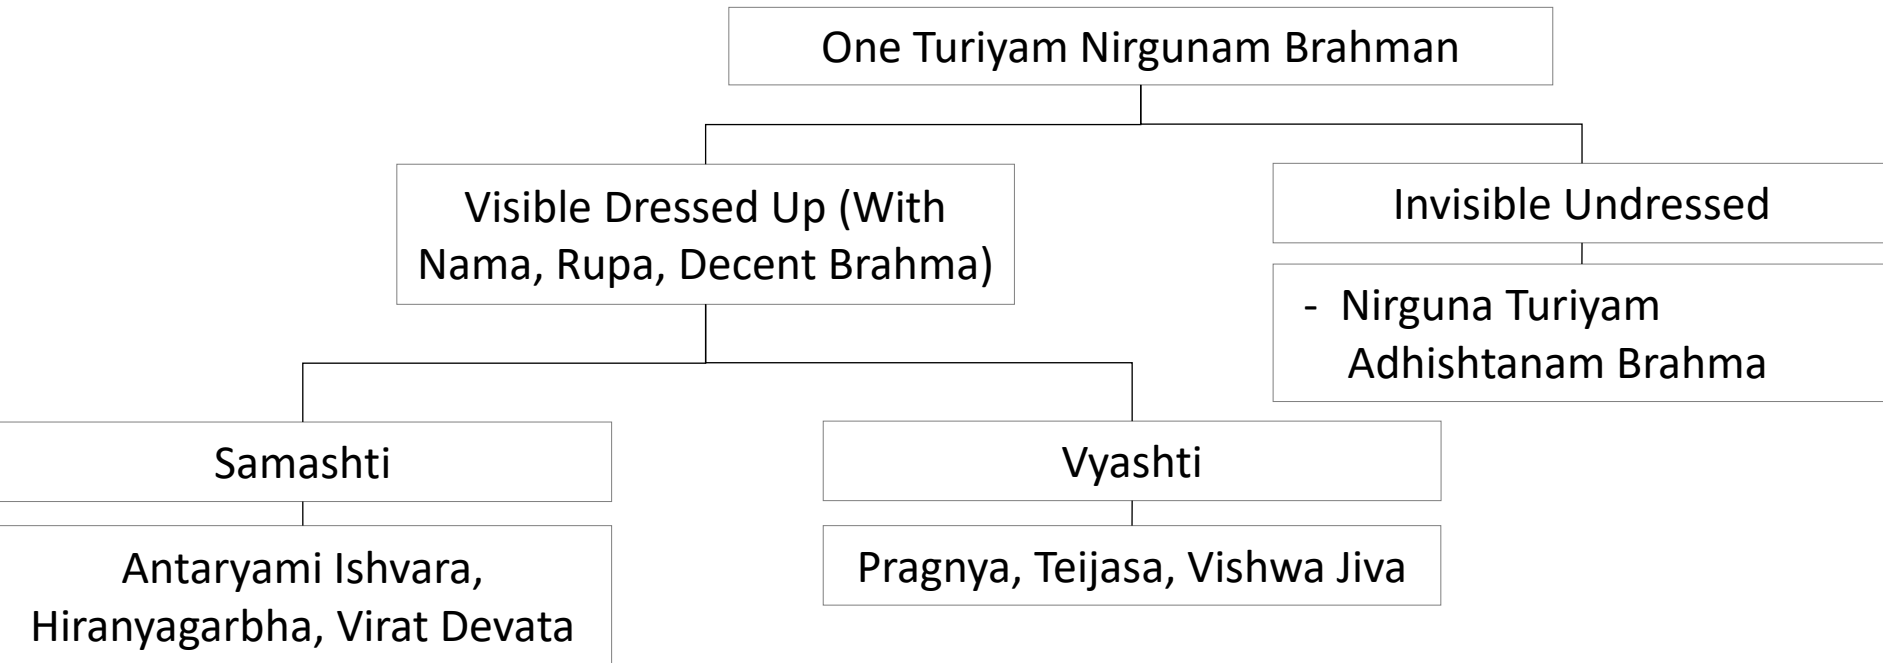 One Turiyam Nirgunam Brahman
Visible Dressed Up (With
Nama, Rupa, Decent Brahma)
Invisible Undressed
- Nirguna Turiyam
Adhishtanam Brahma
Samashti
Vyashti
Antaryami Ishvara,
Hiranyagarbha, Virat Devata
Pragnya, Teijasa, Vishwa Jiva